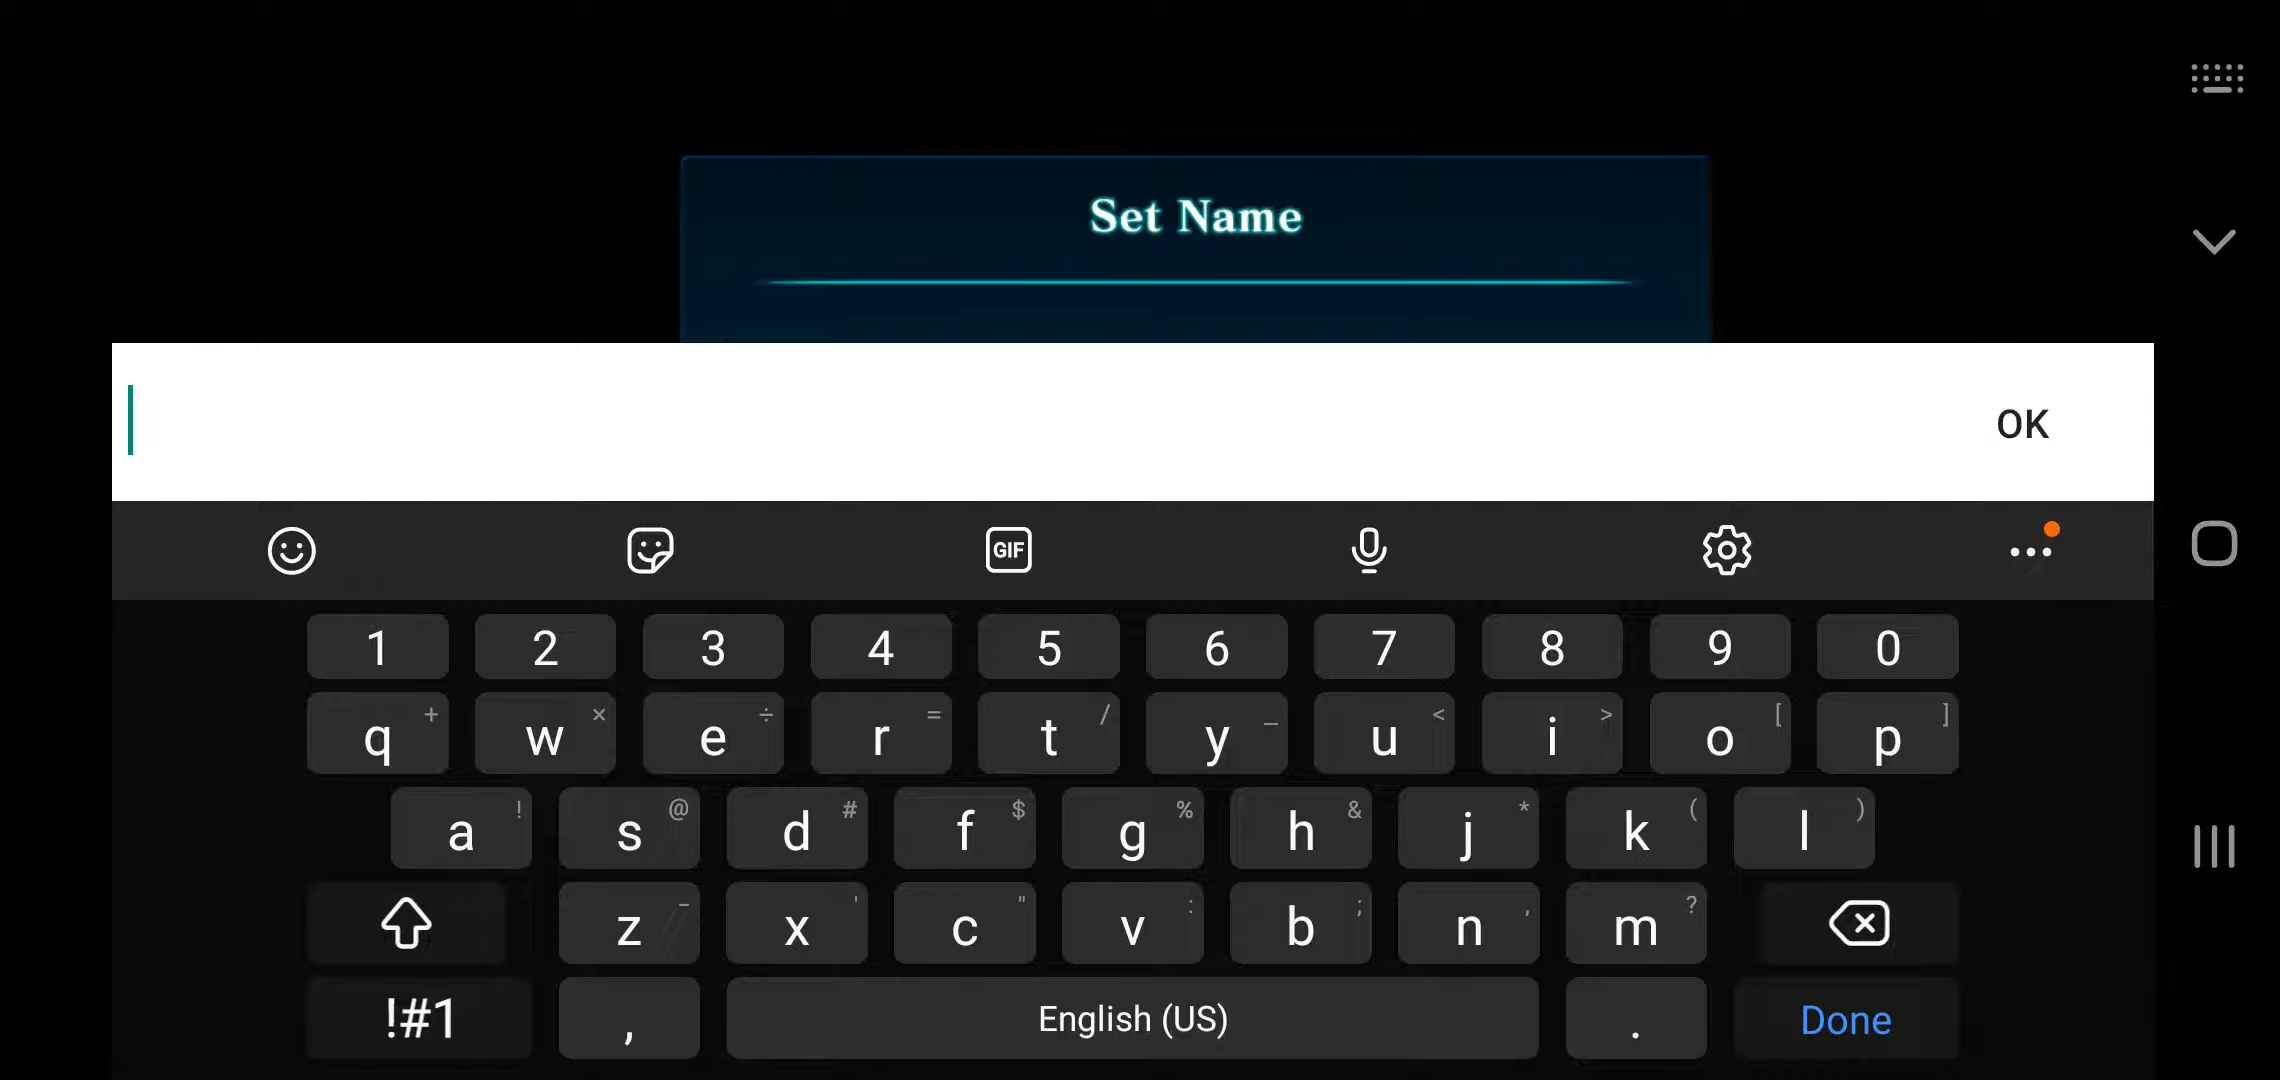 Set Name
OK
GIF
1 2 3 4 5 6 7 8 9 0
q + w × e ÷ r = t / y _ u < i > o [ p ]
a ! s @ d # f $ g % h & j * k ( l )
z - x ' c " v : b ; n , m ?
!#1 , English (US) . Done